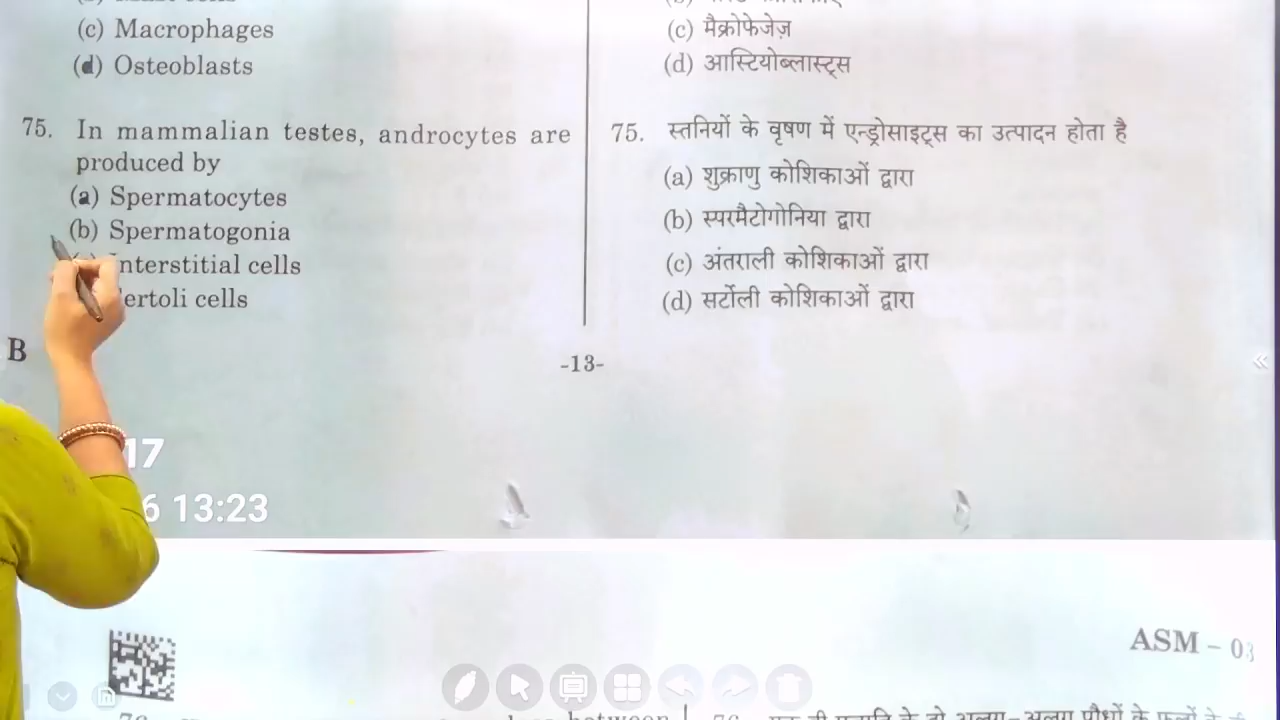 (c) Macrophages
(d) Osteoblasts
75. In mammalian testes, androcytes are
produced by
(a) Spermatocytes
(b) Spermatogonia
Interstitial cells
ertoli cells
B
(c) मैक्रोफेजेज़
(d) आस्टियोब्लास्ट्स
75. स्तनियों के वृषण में एन्ड्रोसाइट्स का उत्पादन होता है
(a) शुक्राणु कोशिकाओं द्वारा
(b) स्परमैटोगोनिया द्वारा
(c) अंतराली कोशिकाओं द्वारा
(d) सर्टोली कोशिकाओं द्वारा
-13-
17
6 13:23
ASM – 03